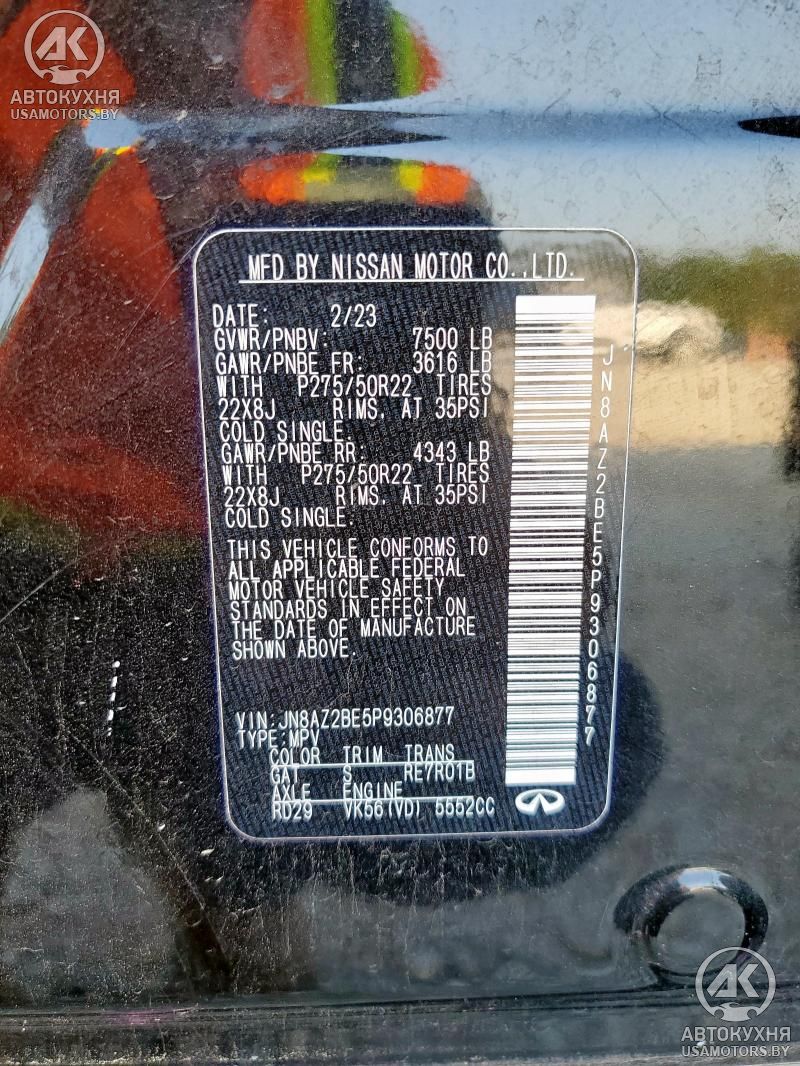 AK
АВТОКУХНЯ
USAMOTORS.BY
MFD BY NISSAN MOTOR CO.,LTD.
DATE: 2/23
GVWR/PNBV: 7500 LB
GAWR/PNBE FR: 3616 LB
WITH P275/50R22 TIRES
22X8J RIMS. AT 35PSI
COLD SINGLE.
GAWR/PNBE RR: 4343 LB
WITH P275/50R22 TIRES
22X8J RIMS. AT 35PSI
COLD SINGLE.
THIS VEHICLE CONFORMS TO
ALL APPLICABLE FEDERAL
MOTOR VEHICLE SAFETY
STANDARDS IN EFFECT ON
THE DATE OF MANUFACTURE
SHOWN ABOVE.
VIN:JN8AZ2BE5P9306877
TYPE:MPV
COLOR TRIM TRANS
GAT S RE7R01B
AXLE ENGINE
RD29 VK56(VD) 5552CC
JN8AZ2BE5P9306877
AK
АВТОКУХНЯ
USAMOTORS.BY